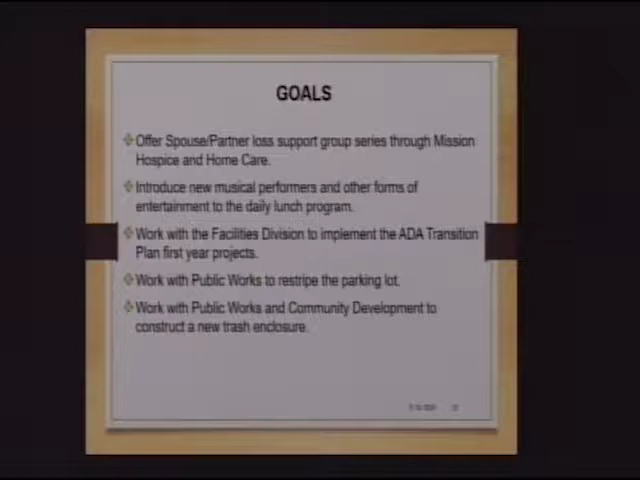 GOALS
Offer Spouse/Partner loss support group series through Mission
Hospice and Home Care.
Introduce new musical performers and other forms of
entertainment to the daily lunch program.
Work with the Facilities Division to implement the ADA Transition
Plan first year projects.
Work with Public Works to restripe the parking lot.
Work with Public Works and Community Development to
construct a new trash enclosure.